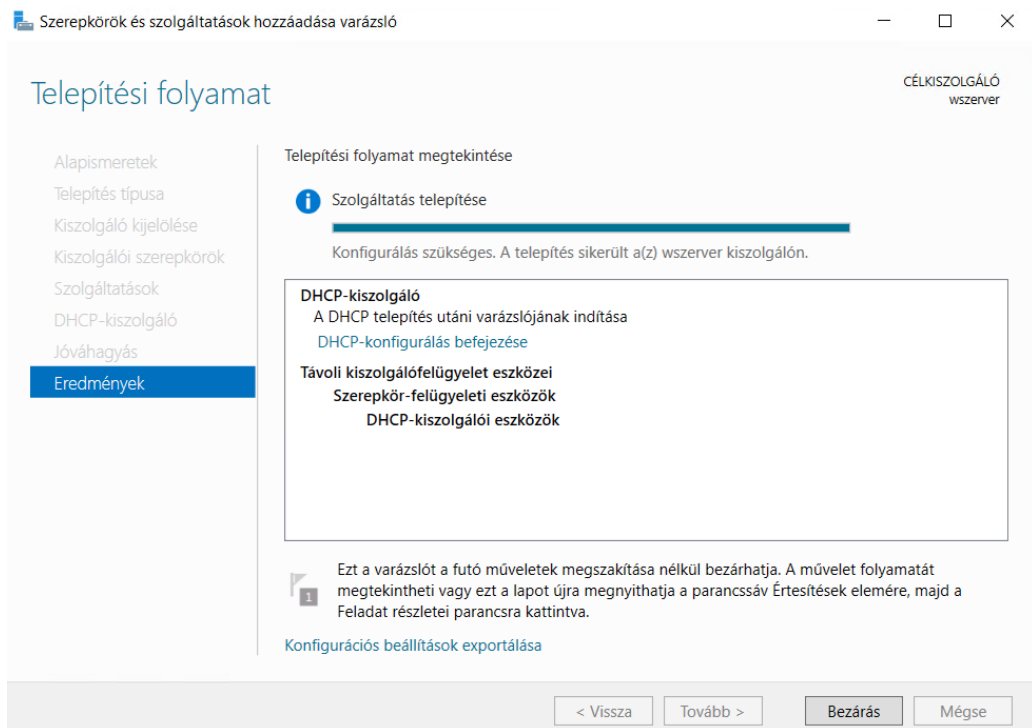 Szerepkörök és szolgáltatások hozzáadása varázsló
Telepítési folyamat
CÉLKISZOLGÁLÓ
wszerver
Alapismeretek
Telepítés típusa
Kiszolgáló kijelölése
Kiszolgálói szerepkörök
Szolgáltatások
DHCP-kiszolgáló
Jóváhagyás
Eredmények
Telepítési folyamat megtekintése
Szolgáltatás telepítése
Konfigurálás szükséges. A telepítés sikerült a(z) wszerver kiszolgálón.
DHCP-kiszolgáló
A DHCP telepítés utáni varázslójának indítása
DHCP-konfigurálás befejezése
Távoli kiszolgálófelügyelet eszközei
Szerepkör-felügyeleti eszközök
DHCP-kiszolgálói eszközök
1
Ezt a varázslót a futó műveletek megszakítása nélkül bezárhatja. A művelet folyamatát
megtekintheti vagy ezt a lapot újra megnyithatja a parancssáv Értesítések elemére, majd a
Feladat részletei parancsra kattintva.
Konfigurációs beállítások exportálása
< Vissza
Tovább >
Bezárás
Mégse